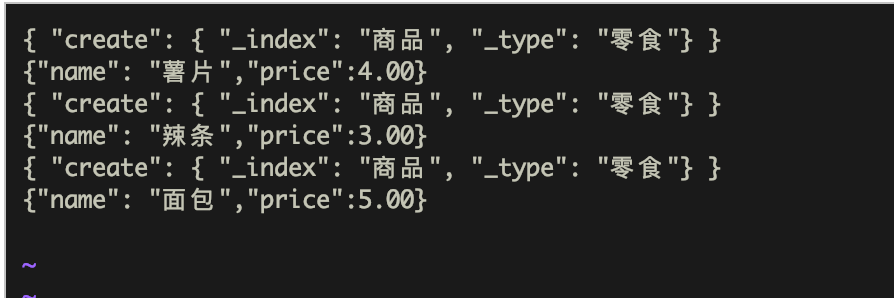 { "create": { "_index": "商品", "_type": "零食"} }
{"name": "薯片","price":4.00}
{ "create": { "_index": "商品", "_type": "零食"} }
{"name": "辣条","price":3.00}
{ "create": { "_index": "商品", "_type": "零食"} }
{"name": "面包","price":5.00}
~
~